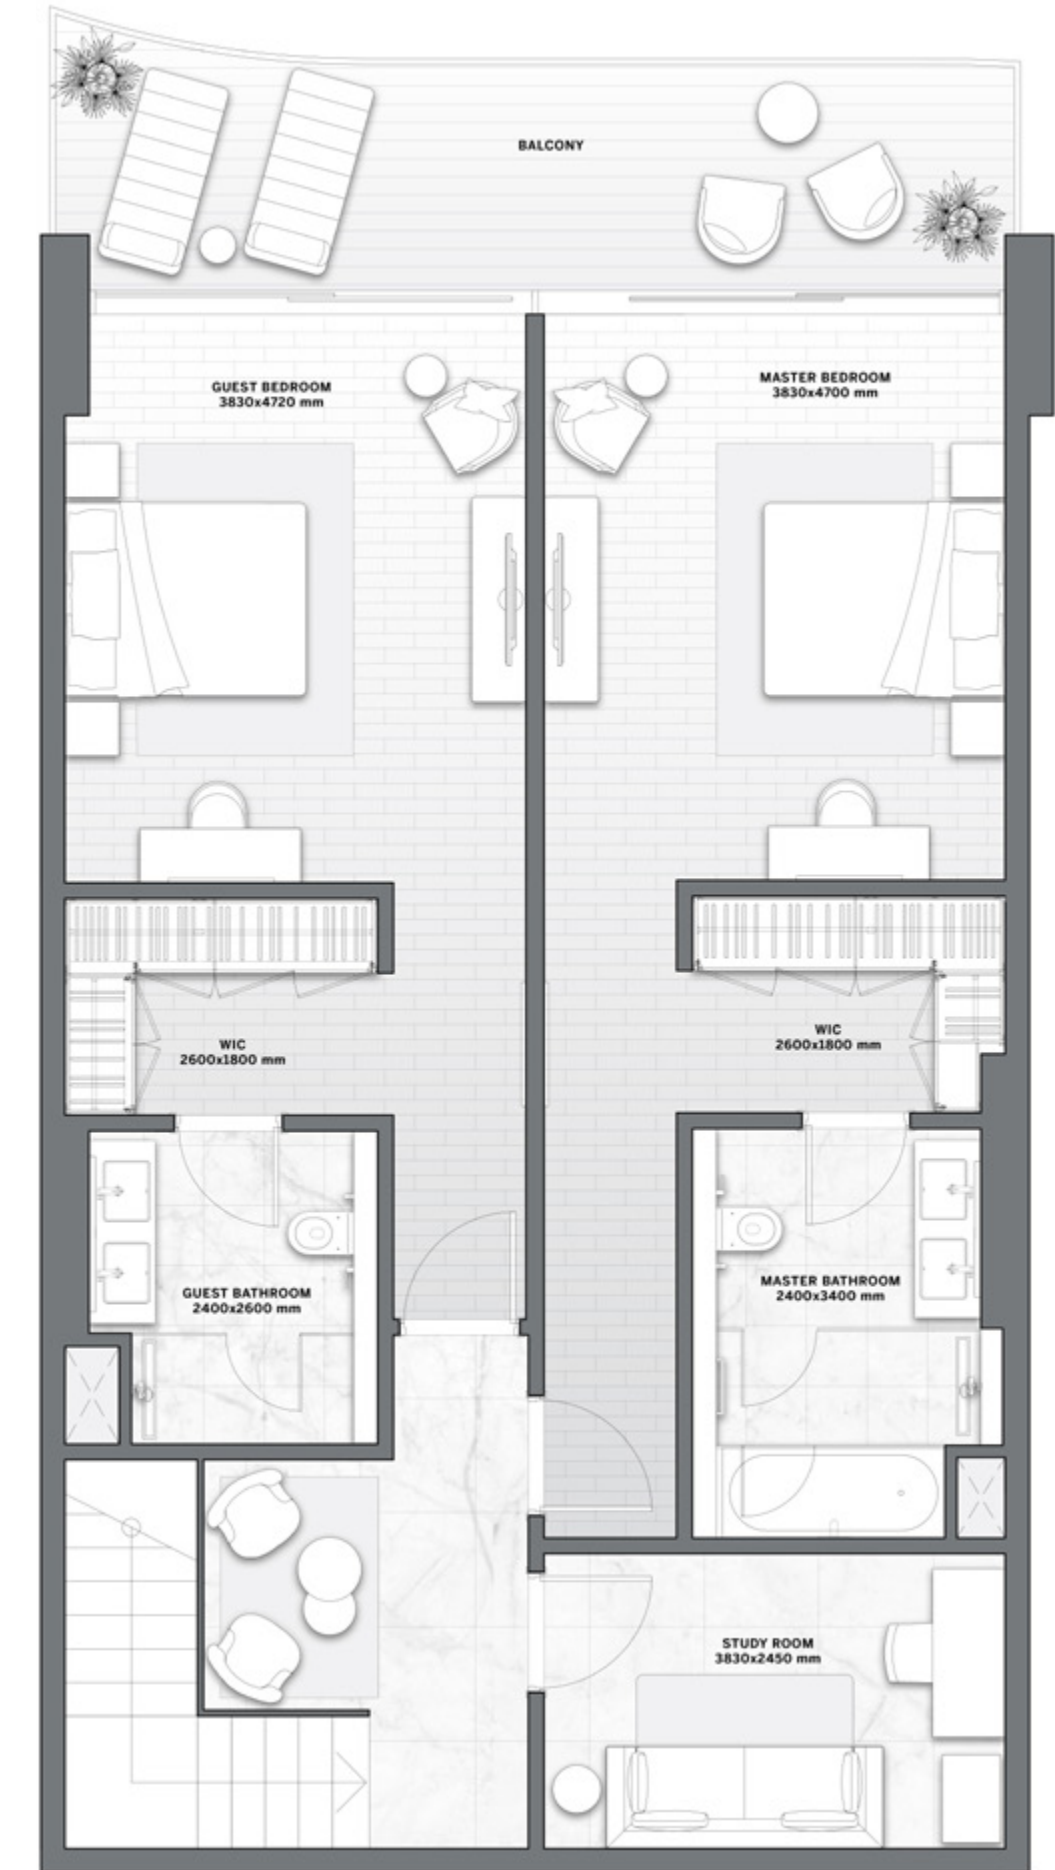 BALCONY
GUEST BEDROOM
3830x4720 mm
MASTER BEDROOM
3830x4700 mm
WIC
2600x1800 mm
WIC
2600x1800 mm
GUEST BATHROOM
2400x2600 mm
MASTER BATHROOM
2400x3400 mm
STUDY ROOM
3830x2450 mm